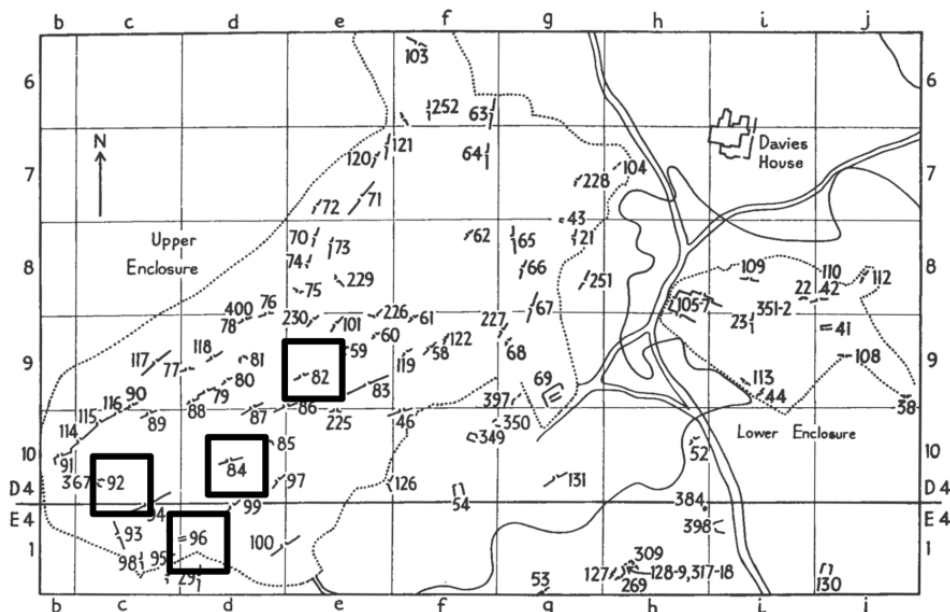 b c d e f g h i j
103
6 6
252 63
N
121
120 64
Davies
House
7 104 7
228
71
72
43
70 73 62 65 21
Upper
Enclosure
74 66
8 109 110 8
229 251 112
75
22 42
400 76 105-7
226 61 227 67 351-2
78 230 101 23
60 122 41
118 59 58 68
117 81 119
77 108
9 9
82 69
80 113
83
90 79 397 44
116 88 87 86 38
115 89 225 46 350
Lower Enclosure
114 349
85 52
91 84
10 10
367 92 97 126 131
D4 54 384 D4
94 99
E4 E4
93 96 398
1 100 1
98 95 309
29 127 128-9,317-18
53 269 130
b c d e f g h i j